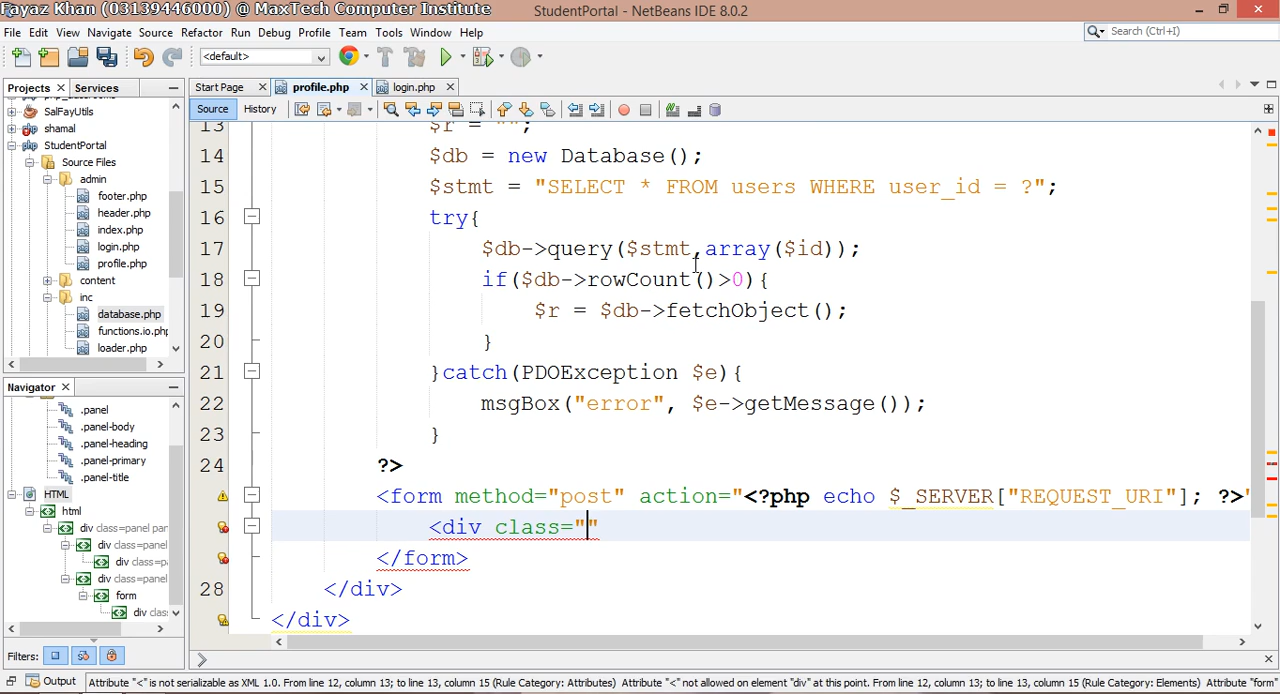 Fayaz Khan (03139446000) @ MaxTech Computer Institute
StudentPortal - NetBeans IDE 8.0.2
File Edit View Navigate Source Refactor Run Debug Profile Team Tools Window Help
Search (Ctrl+I)
<default>
Projects Services
Start Page profile.php login.php
Source History
SalFayUtils
shamal
StudentPortal
Source Files
admin
footer.php
header.php
index.php
login.php
profile.php
content
inc
database.php
functions.io.php
loader.php
Navigator
.panel
.panel-body
.panel-heading
.panel-primary
.panel-title
HTML
html
div class=panel pan
div class=panel
div class=pane
div class=panel
form
div class
Filters:
13 $r = "";
14 $db = new Database();
15 $stmt = "SELECT * FROM users WHERE user_id = ?";
16 try{
17 $db->query($stmt,array($id));
18 if($db->rowCount()>0){
19 $r = $db->fetchObject();
20 }
21 }catch(PDOException $e){
22 msgBox("error", $e->getMessage());
23 }
24 ?>
<form method="post" action="<?php echo $_SERVER["REQUEST_URI"]; ?>"
<div class=""
</form>
28 </div>
</div>
Output
Attribute "<" is not serializable as XML 1.0. From line 12, column 13; to line 13, column 15 (Rule Category: Attributes) Attribute "<" not allowed on element "div" at this point. From line 12, column 13; to line 13, column 15 (Rule Category: Elements) Attribute "form"